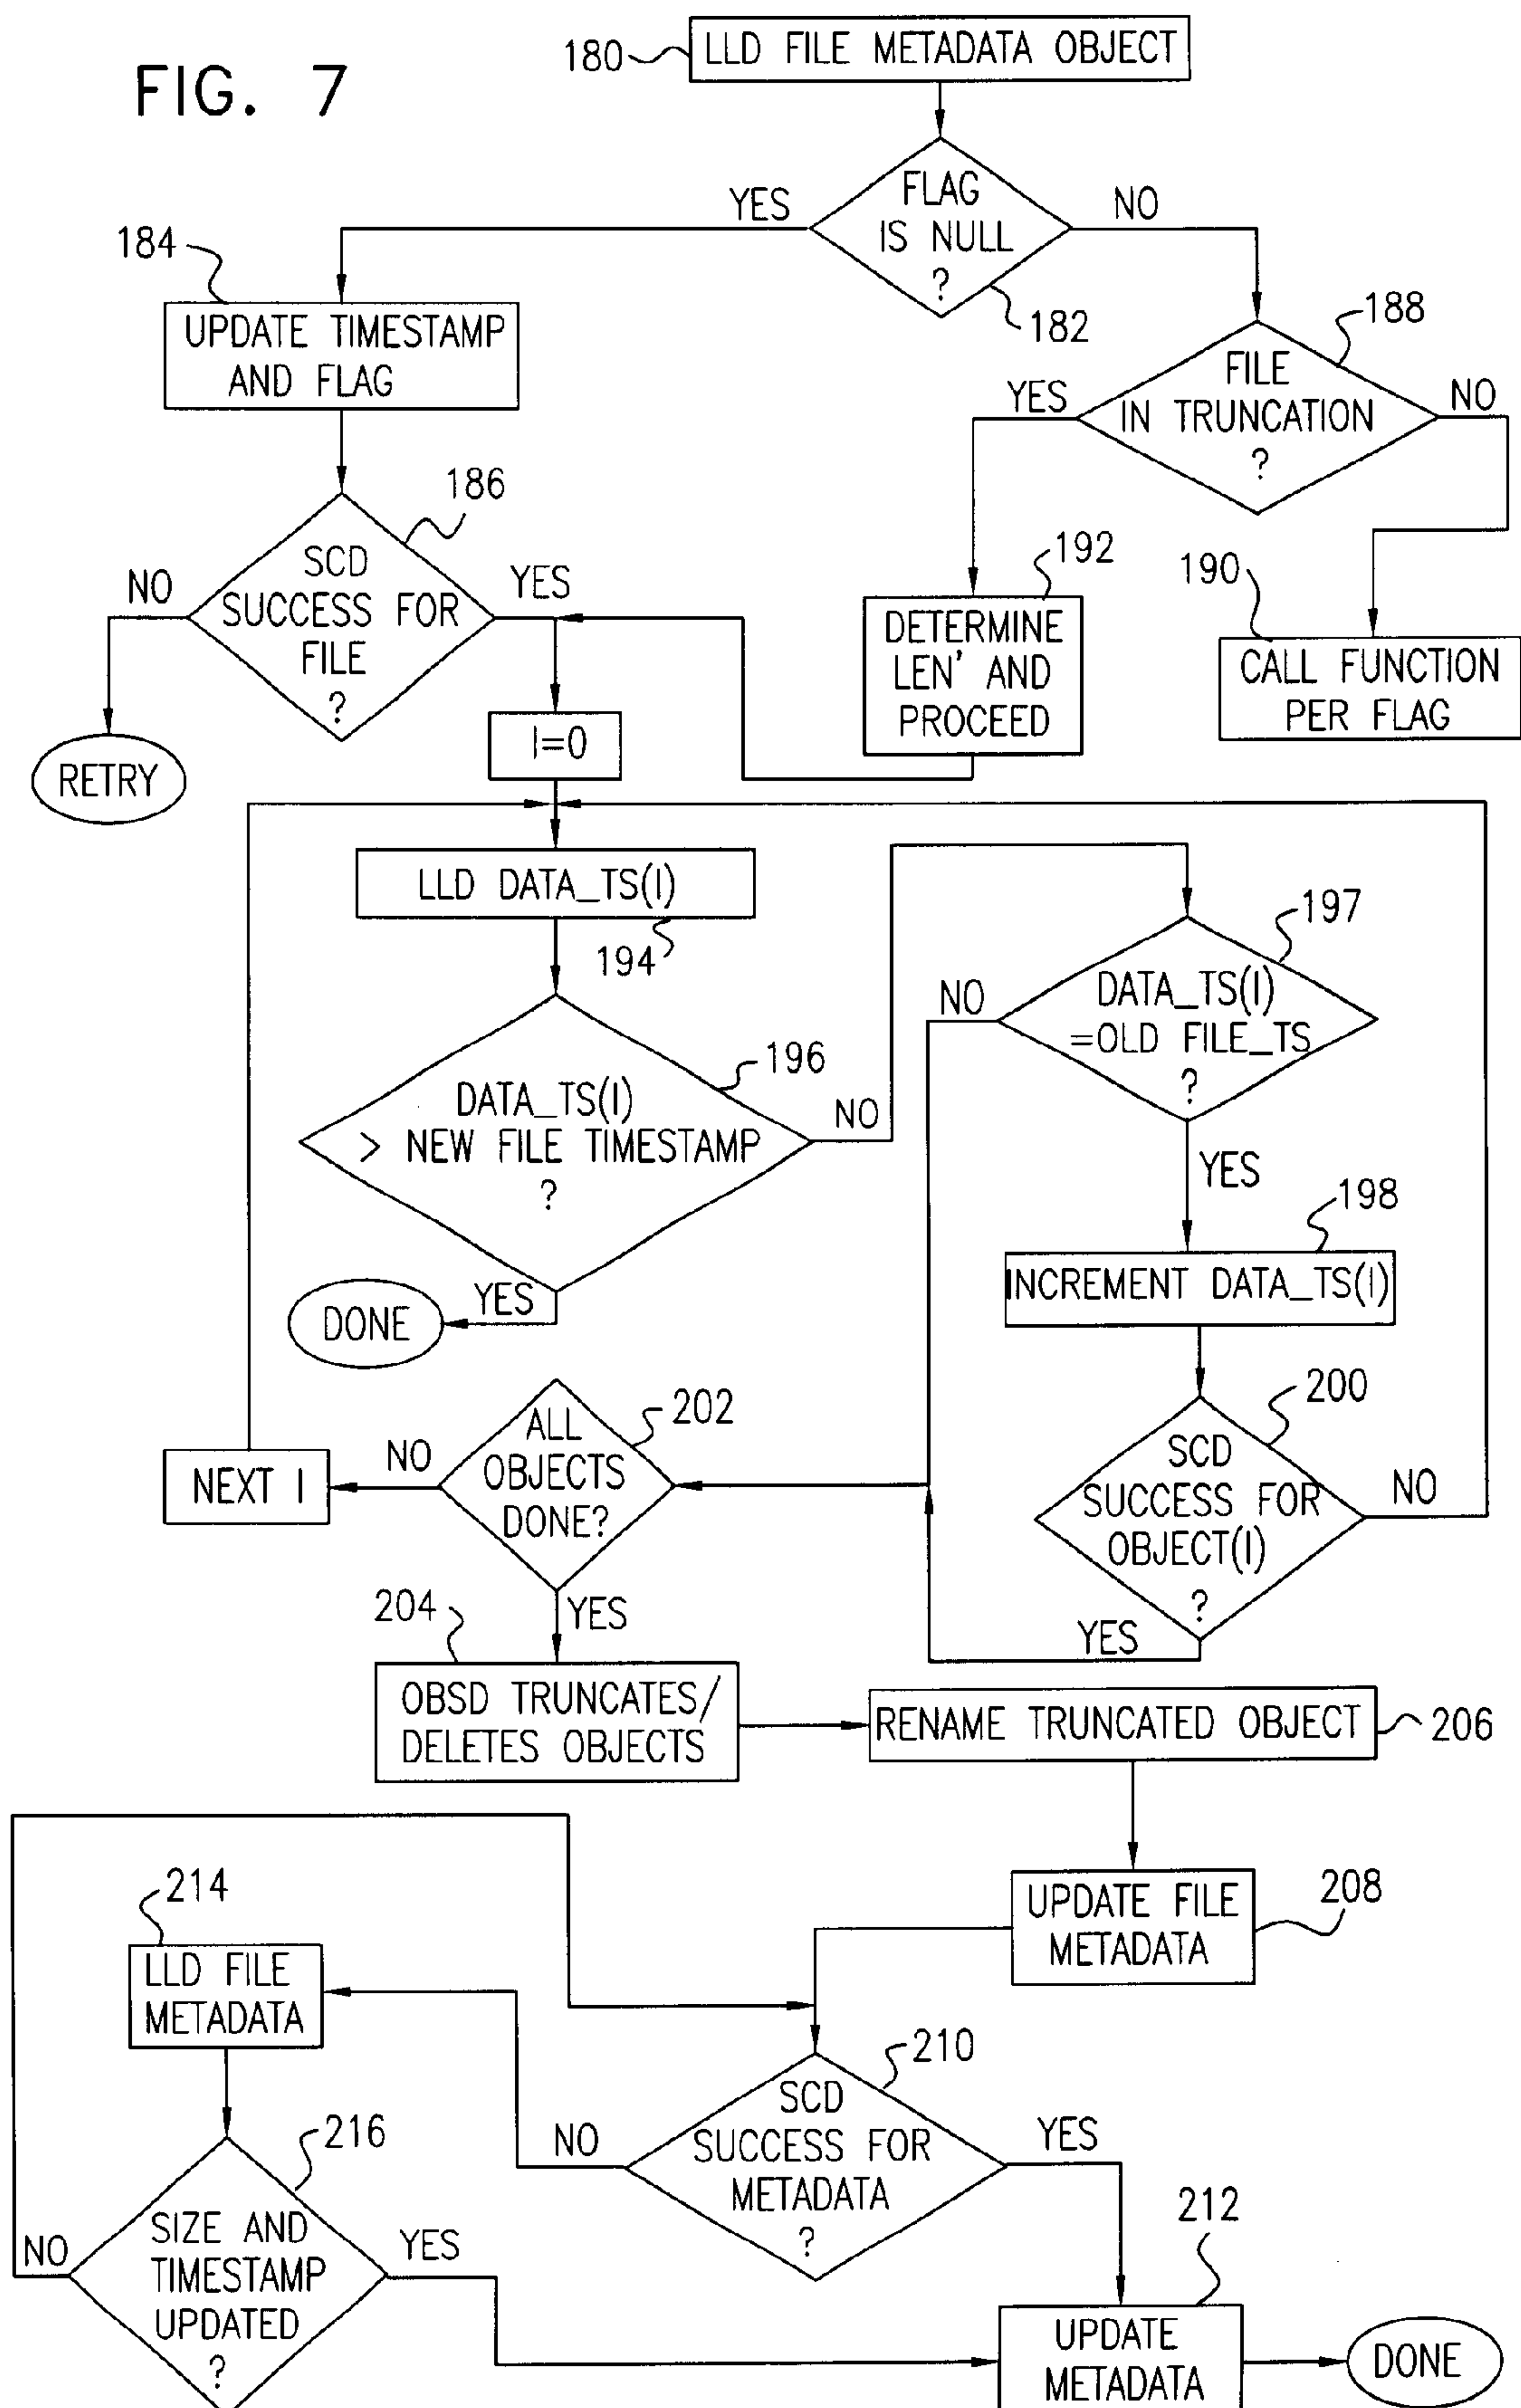 FIG. 7
180
LLD FILE METADATA OBJECT
FLAG
IS NULL
?
182
YES
NO
184
UPDATE TIMESTAMP
AND FLAG
188
FILE
IN TRUNCATION
?
YES
NO
186
SCD
SUCCESS FOR
FILE
?
NO
YES
RETRY
192
DETERMINE
LEN' AND
PROCEED
190
CALL FUNCTION
PER FLAG
I=0
LLD DATA_TS(I)
194
197
DATA_TS(I)
=OLD FILE_TS
?
NO
YES
196
DATA_TS(I)
> NEW FILE TIMESTAMP
?
NO
YES
DONE
198
INCREMENT DATA_TS(I)
200
SCD
SUCCESS FOR
OBJECT(I)
?
NO
YES
202
ALL
OBJECTS
DONE?
NO
YES
NEXT I
204
OBSD TRUNCATES/
DELETES OBJECTS
RENAME TRUNCATED OBJECT
206
UPDATE FILE
METADATA
208
214
LLD FILE
METADATA
210
SCD
SUCCESS FOR
METADATA
?
NO
YES
216
SIZE AND
TIMESTAMP
UPDATED
?
NO
YES
212
UPDATE
METADATA
DONE